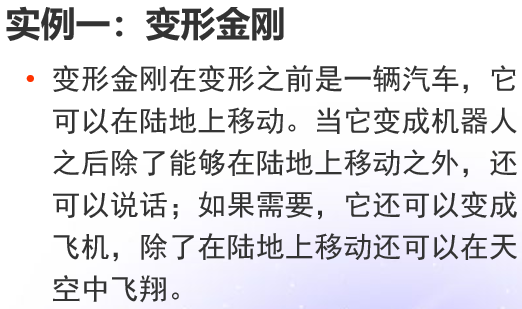 实例一：变形金刚
• 变形金刚在变形之前是一辆汽车，它
可以在陆地上移动。当它变成机器人
之后除了能够在陆地上移动之外，还
可以说话；如果需要，它还可以变成
飞机，除了在陆地上移动还可以在天
空中飞翔。